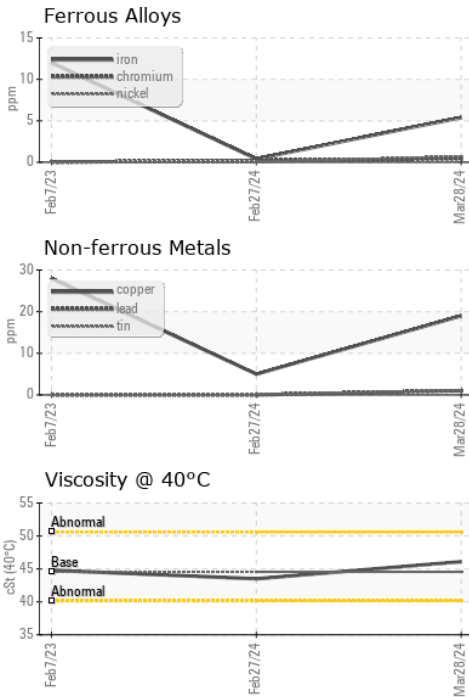 Ferrous Alloys
15
10
5
0
ppm
iron
chromium
nickel
Feb7/23
Feb27/24
Mar28/24
Non-ferrous Metals
30
20
10
0
ppm
copper
lead
tin
Feb7/23
Feb27/24
Mar28/24
Viscosity @ 40°C
55
50
45
40
35
cSt (40°C)
Abnormal
Base
Abnormal
Feb7/23
Feb27/24
Mar28/24